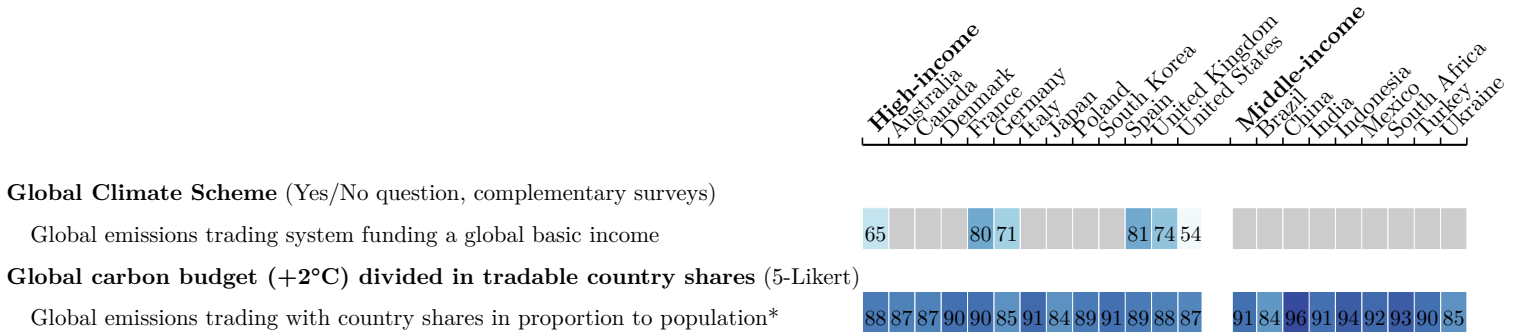 High-income
Australia
Canada
Denmark
France
Germany
Italy
Japan
Poland
South Korea
Spain
United Kingdom
United States
Middle-income
Brazil
China
India
Indonesia
Mexico
South Africa
Turkey
Ukraine
Global Climate Scheme (Yes/No question, complementary surveys)
Global emissions trading system funding a global basic income 65 80 71 81 74 54
Global carbon budget (+2°C) divided in tradable country shares (5-Likert)
Global emissions trading with country shares in proportion to population* 88 87 87 90 90 85 91 84 89 91 89 88 87 91 84 96 91 94 92 93 90 85